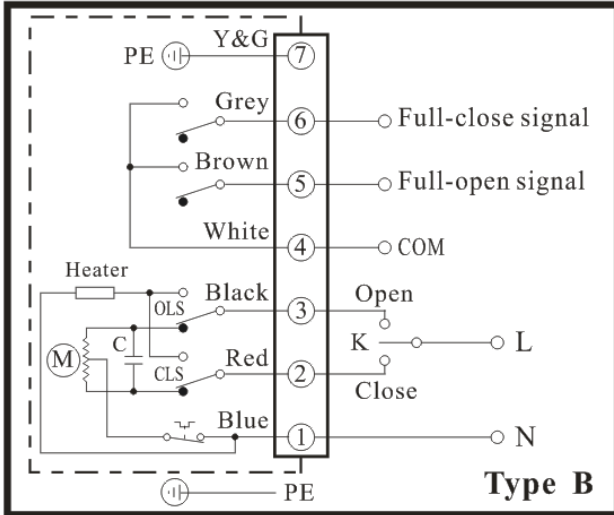 Y&G
PE 7
Grey
6 Full-close signal
Brown
5 Full-open signal
White
4 COM
Heater
Black Open
OLS 3
C K L
M Red
CLS 2
Close
Blue
1 N
PE Type B